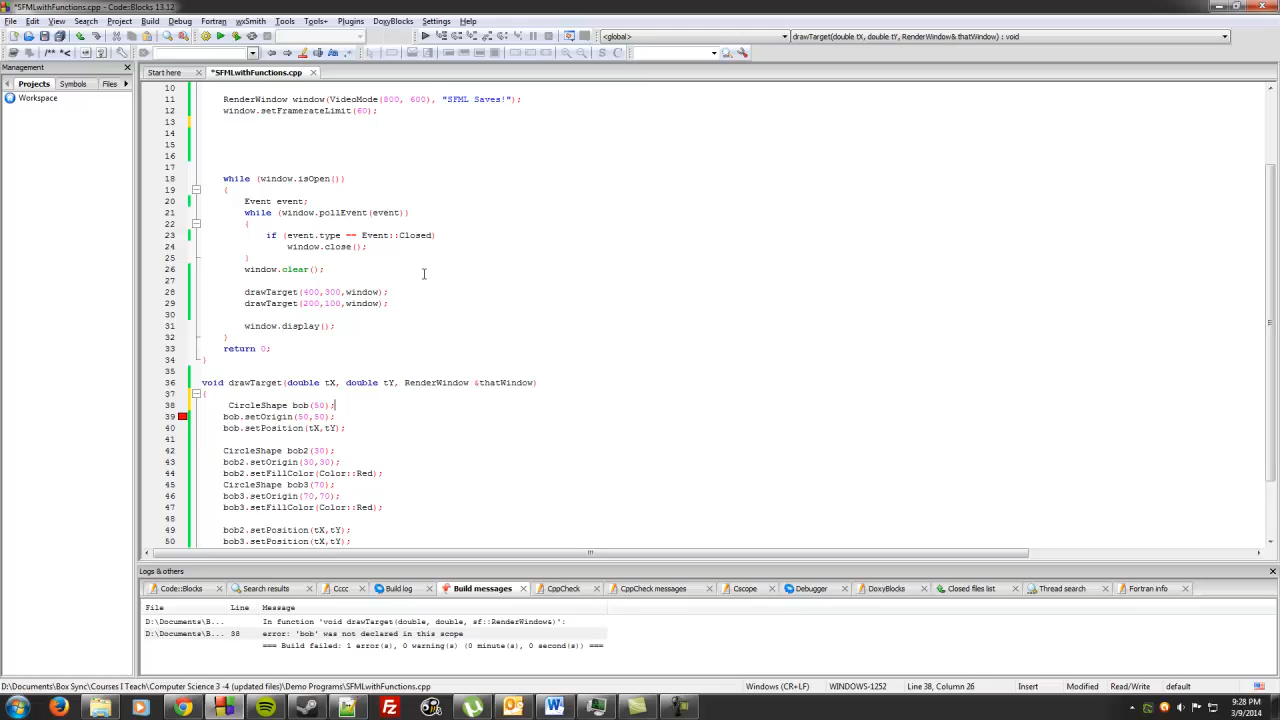 *SFMLwithFunctions.cpp - Code::Blocks 13.12
File Edit View Search Project Build Debug Fortran wxSmith Tools Tools+ Plugins DoxyBlocks Settings Help
<global> drawTarget(double tX, double tY, RenderWindow& thatWindow) : void
Management
Projects Symbols Files
Workspace
Start here *SFMLwithFunctions.cpp
10
11 RenderWindow window(VideoMode(800, 600), "SFML Saves!");
12 window.setFramerateLimit(60);
13
14
15
16
17
18 while (window.isOpen())
19 {
20 Event event;
21 while (window.pollEvent(event))
22 {
23 if (event.type == Event::Closed)
24 window.close();
25 }
26 window.clear();
27
28 drawTarget(400,300,window);
29 drawTarget(200,100,window);
30
31 window.display();
32 }
33 return 0;
34 }
35
36 void drawTarget(double tX, double tY, RenderWindow &thatWindow)
37 {
38 CircleShape bob(50);
39 bob.setOrigin(50,50);
40 bob.setPosition(tX,tY);
41
42 CircleShape bob2(30);
43 bob2.setOrigin(30,30);
44 bob2.setFillColor(Color::Red);
45 CircleShape bob3(70);
46 bob3.setOrigin(70,70);
47 bob3.setFillColor(Color::Red);
48
49 bob2.setPosition(tX,tY);
50 bob3.setPosition(tX,tY);
Logs & others
Code::Blocks Search results Cccc Build log Build messages CppCheck CppCheck messages Cscope Debugger DoxyBlocks Closed files list Thread search Fortran info
File Line Message
D:\Documents\B... In function 'void drawTarget(double, double, sf::RenderWindow&)':
D:\Documents\B... 38 error: 'bob' was not declared in this scope
=== Build failed: 1 error(s), 0 warning(s) (0 minute(s), 0 second(s)) ===
D:\Documents\Box Sync\Courses I Teach\Computer Science 3 -4 (updated files)\Demo Programs\SFMLwithFunctions.cpp Windows (CR+LF) WINDOWS-1252 Line 38, Column 26 Insert Modified Read/Write default
9:28 PM
3/9/2014